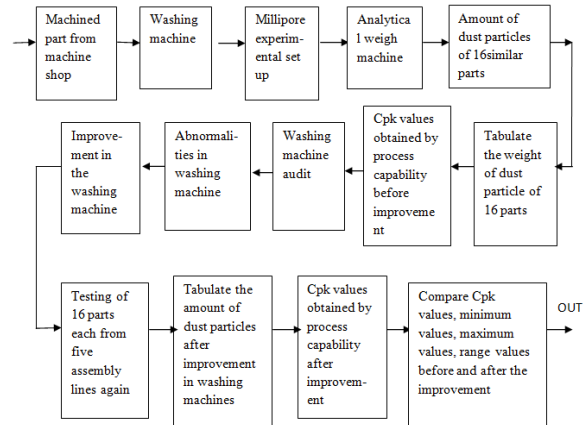 Machined
part from
machine
shop
Washing
machine
Millipore
experim-
ental set
up
Analytica
l weigh
machine
Amount of
dust particles
of 16similar
parts
Improve-
ment in
the
washing
machine
Abnormali-
ties in
washing
machine
Washing
machine
audit
Cpk values
obtained by
process
capability
before
improveme
nt
Tabulate
the weight
of dust
particle of
16 parts
Testing of
16 parts
each from
five
assembly
lines again
Tabulate the
amount of
dust particles
after
improvement
in washing
machines
Cpk values
obtained by
process
capability
after
improvem-
ent
Compare Cpk
values, minimum
values, maximum
values, range values
before and after the
improvement
OUT